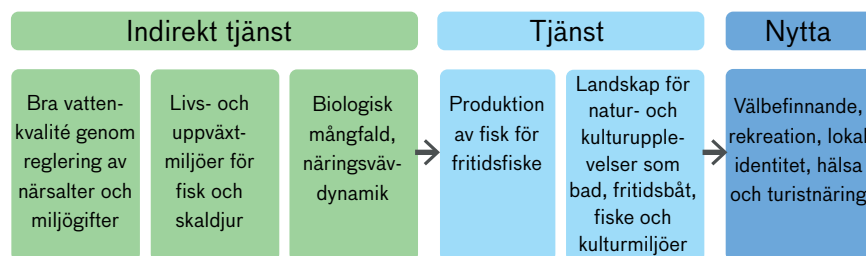 Indirekt tjänst
Tjänst
Nytta
Bra vatten-
kvalité genom
reglering av
närsalter och
miljögifter
Livs- och
uppväxt-
miljöer för
fisk och
skaldjur
Biologisk
mångfald,
näringsväv-
dynamik
Produktion
av fisk för
fritidsfiske
Landskap för
natur- och
kulturupple-
velser som
bad, fritidsbåt,
fiske och
kulturmiljöer
Välbefinnande,
rekreation, lokal
identitet, hälsa
och turistnäring